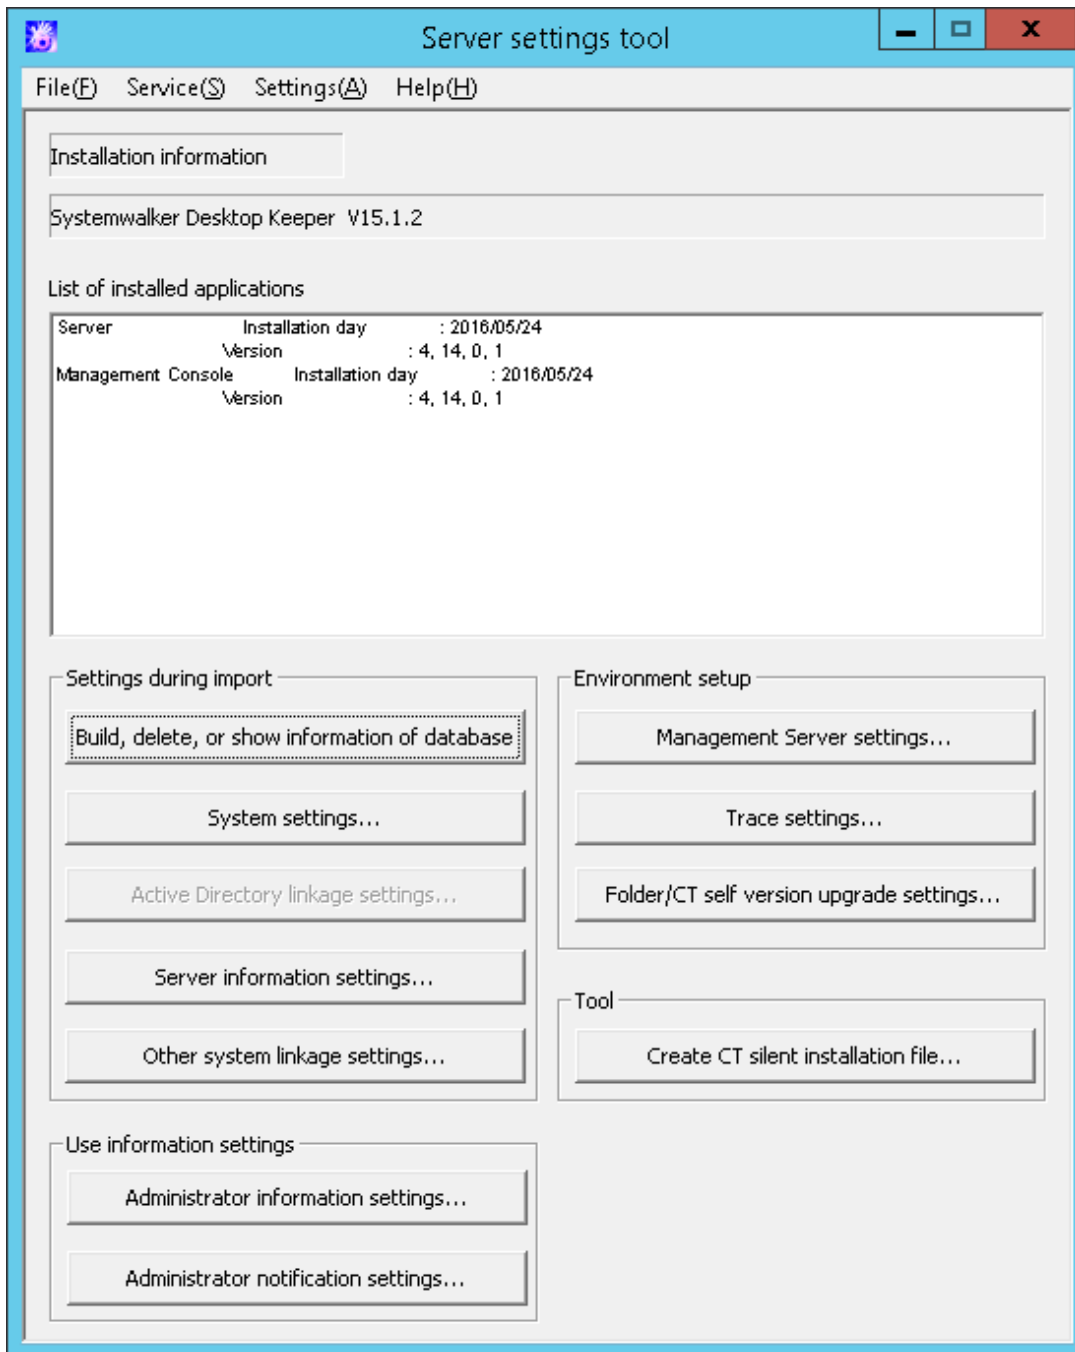 Server settings tool
File(F) Service(S) Settings(A) Help(H)
Installation information
Systemwalker Desktop Keeper V15.1.2
List of installed applications
Server Installation day : 2016/05/24
Version : 4, 14, 0, 1
Management Console Installation day : 2016/05/24
Version : 4, 14, 0, 1
Settings during import
Build, delete, or show information of database
System settings...
Active Directory linkage settings...
Server information settings...
Other system linkage settings...
Environment setup
Management Server settings...
Trace settings...
Folder/CT self version upgrade settings...
Tool
Create CT silent installation file...
Use information settings
Administrator information settings...
Administrator notification settings...